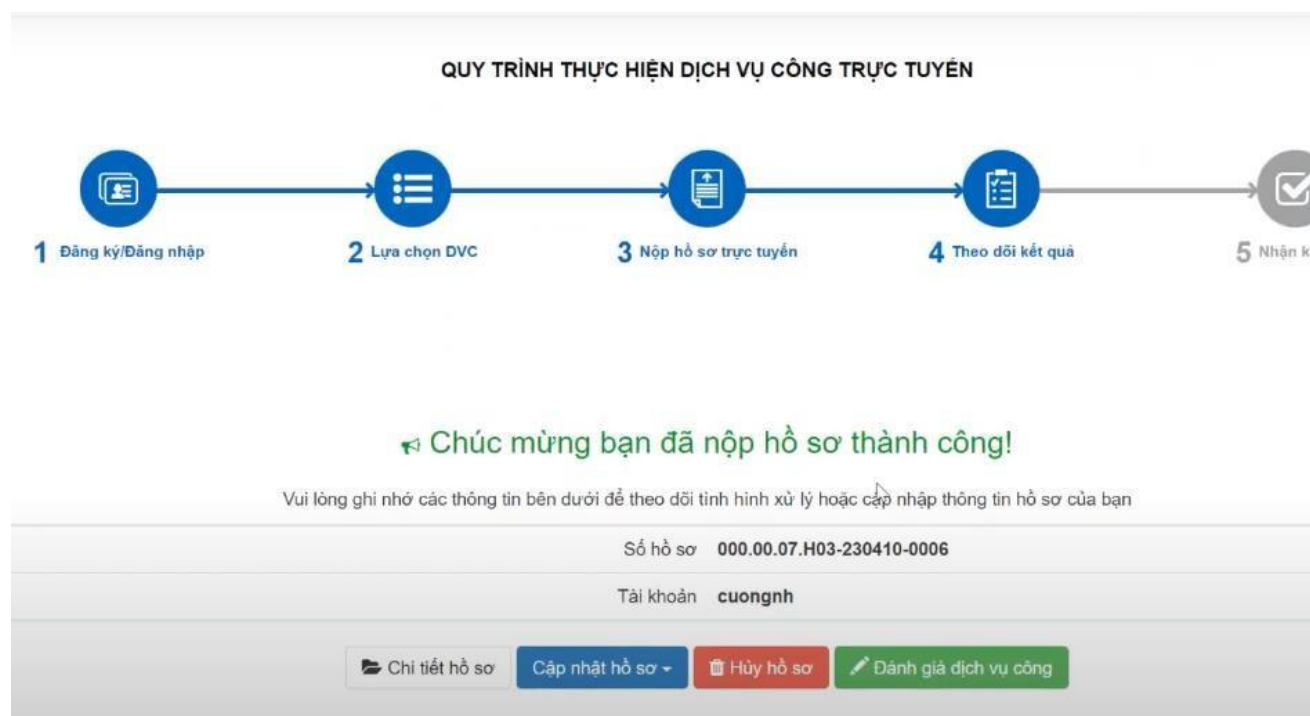 QUY TRÌNH THỰC HIỆN DỊCH VỤ CÔNG TRỰC TUYẾN
1 Đăng ký/Đăng nhập
2 Lựa chọn DVC
3 Nộp hồ sơ trực tuyến
4 Theo dõi kết quả
5 Nhận k
Chúc mừng bạn đã nộp hồ sơ thành công!
Vui lòng ghi nhớ các thông tin bên dưới để theo dõi tình hình xử lý hoặc cập nhập thông tin hồ sơ của bạn
Số hồ sơ 000.00.07.H03-230410-0006
Tài khoản cuongnh
Chi tiết hồ sơ Cập nhật hồ sơ Hủy hồ sơ Đánh giá dịch vụ công